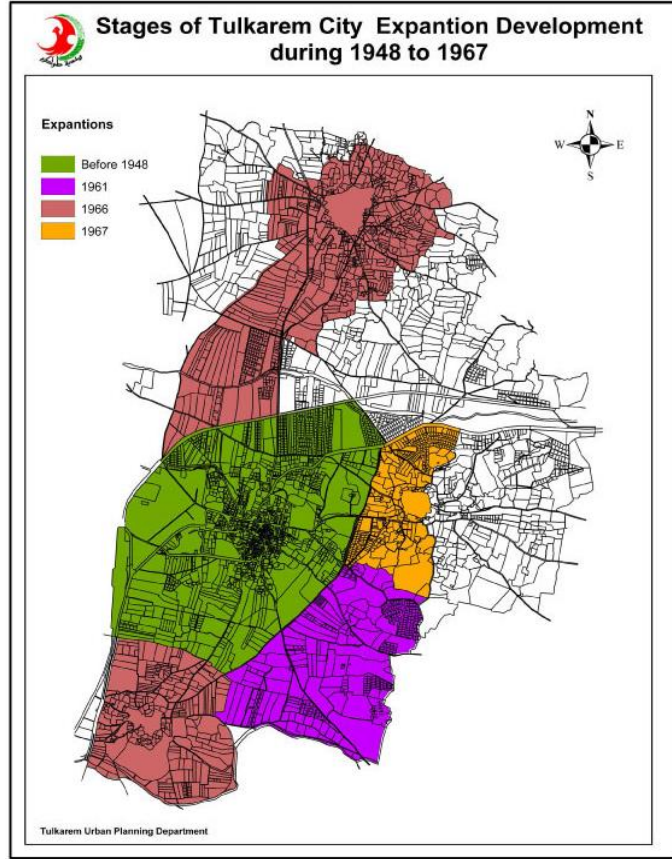 Stages of Tulkarem City Expantion Development
during 1948 to 1967
N
W E
S
Expantions
Before 1948
1961
1966
1967
Tulkarem Urban Planning Department